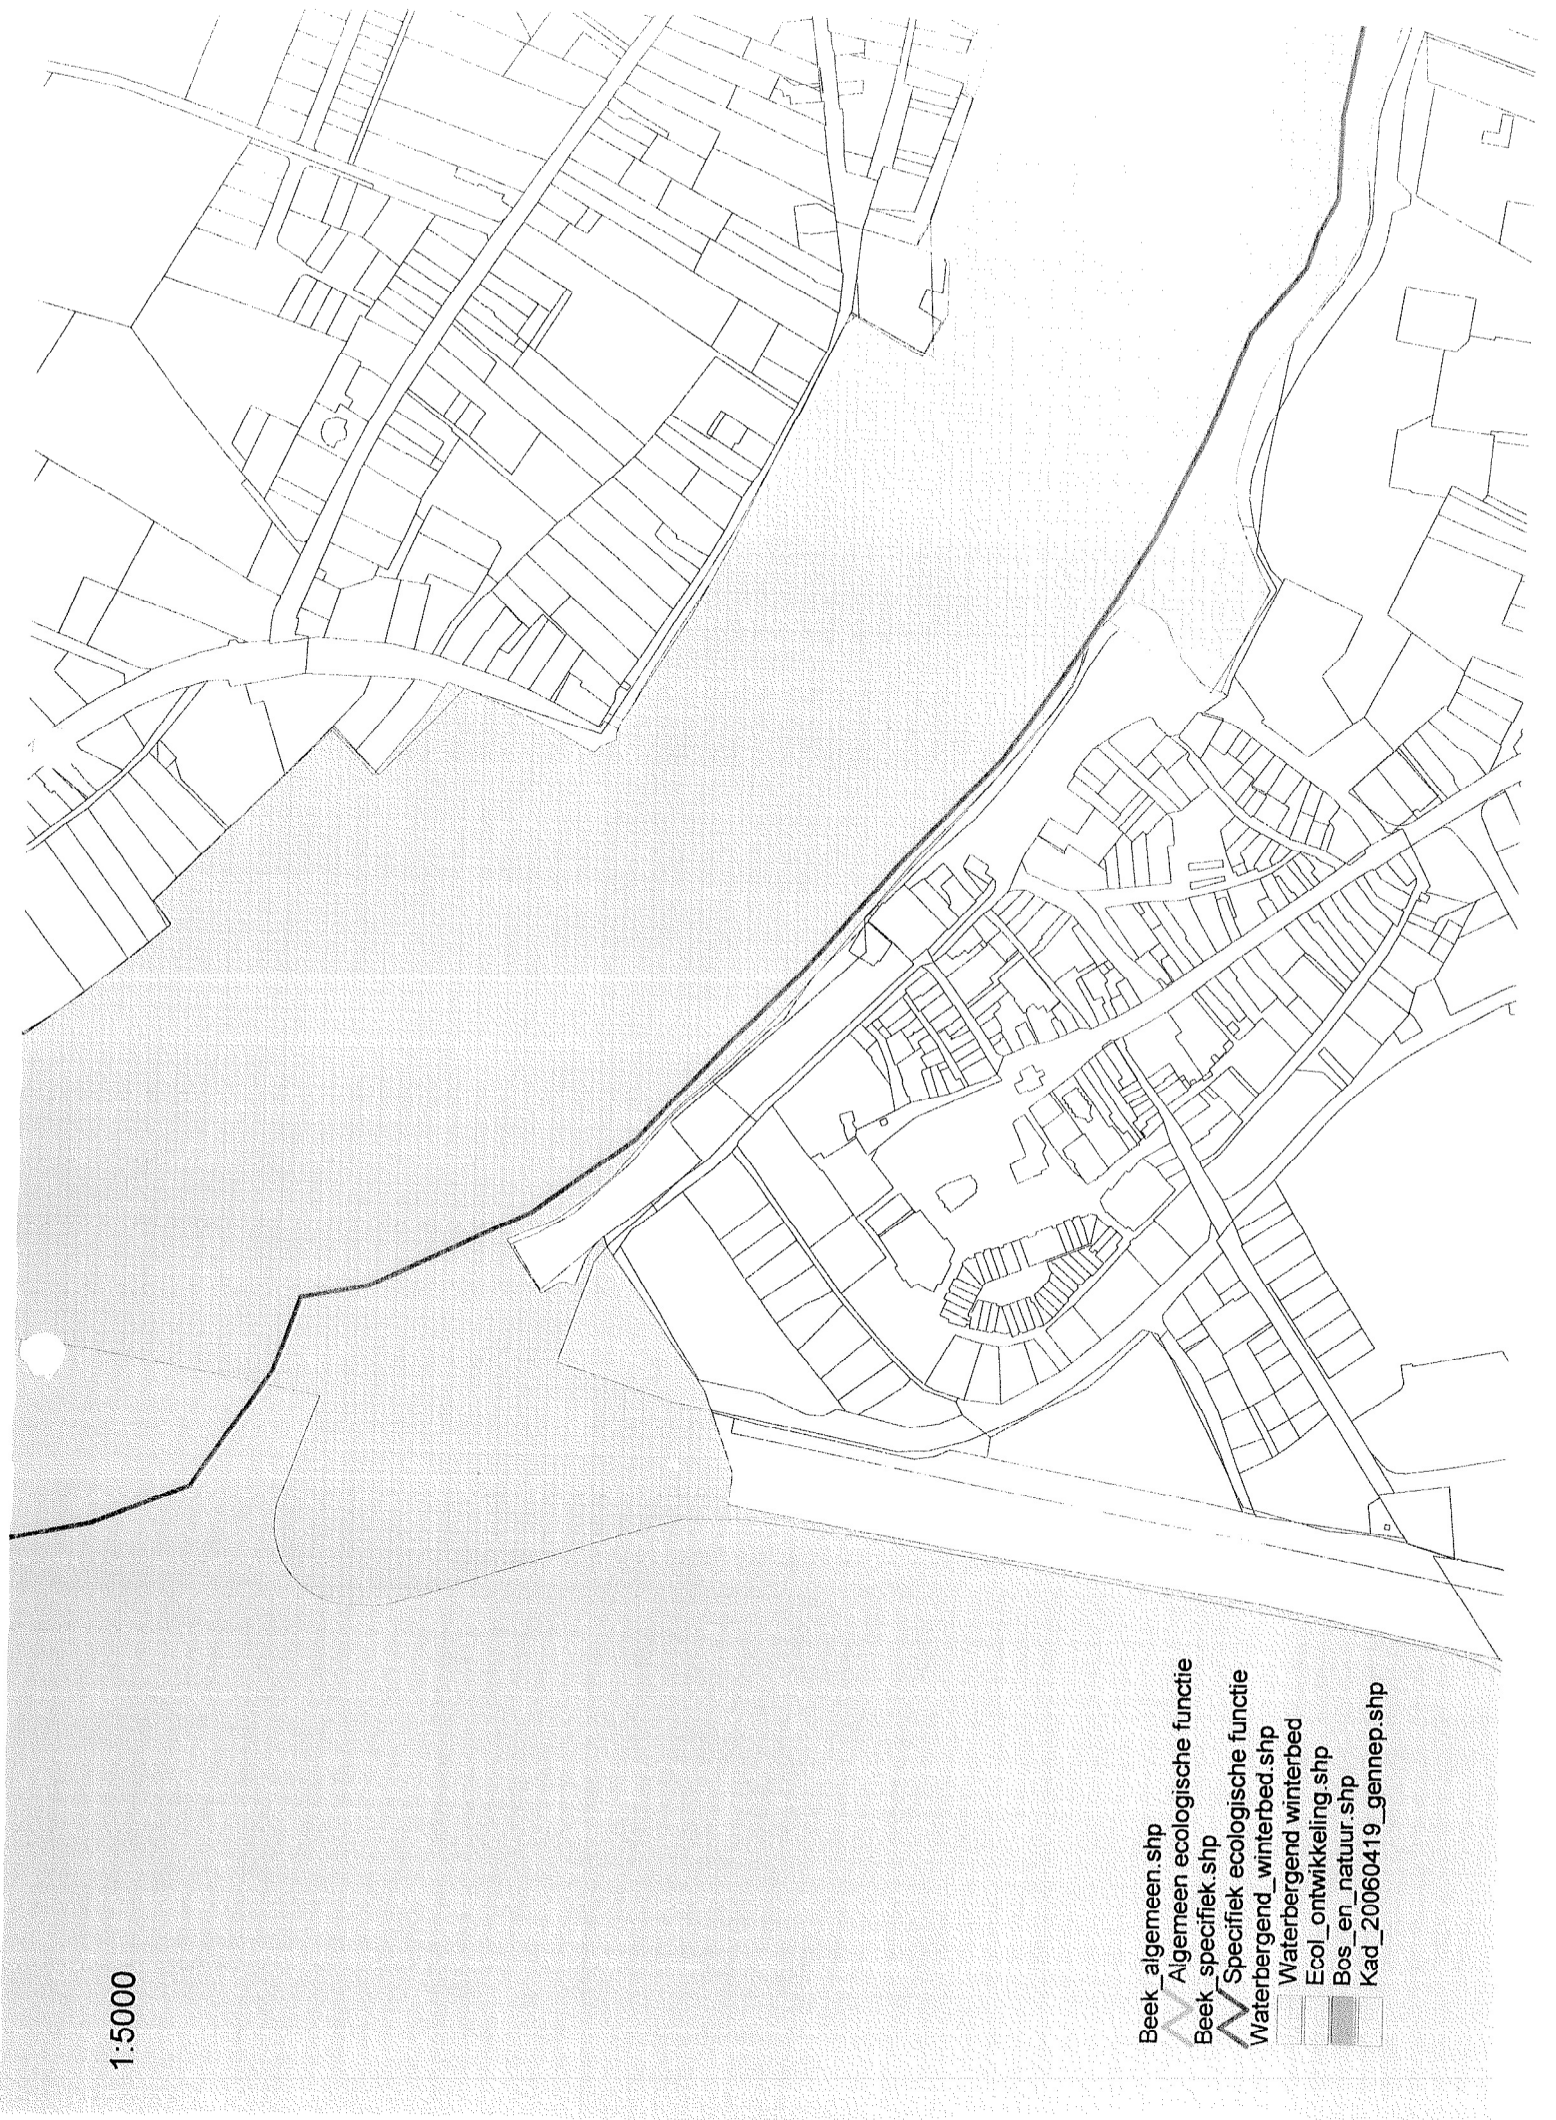 1:5000
Beek_algemeen.shp
Algemeen ecologische functie
Beek_specifiek.shp
Specifiek ecologische functie
Waterbergend_winterbed.shp
Waterbergend winterbed
Ecol_ontwikkeling.shp
Bos_en_natuur.shp
Kad_20060419_gennep.shp